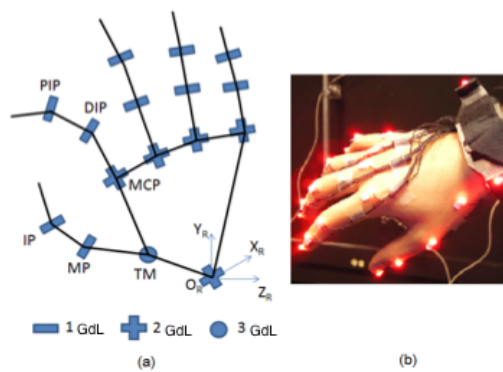 PIP
DIP
MCP
IP
MP
TM
Y_R
X_R
O_R
Z_R
1 GdL 2 GdL 3 GdL
(a) (b)